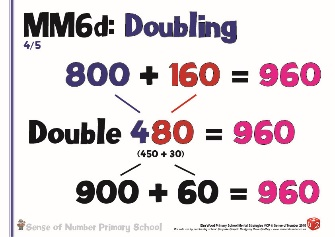 MM6d: Doubling
4/5
800 + 160 = 960
Double 480 = 960
(450 + 30)
900 + 60 = 960
Sense of Number Primary School